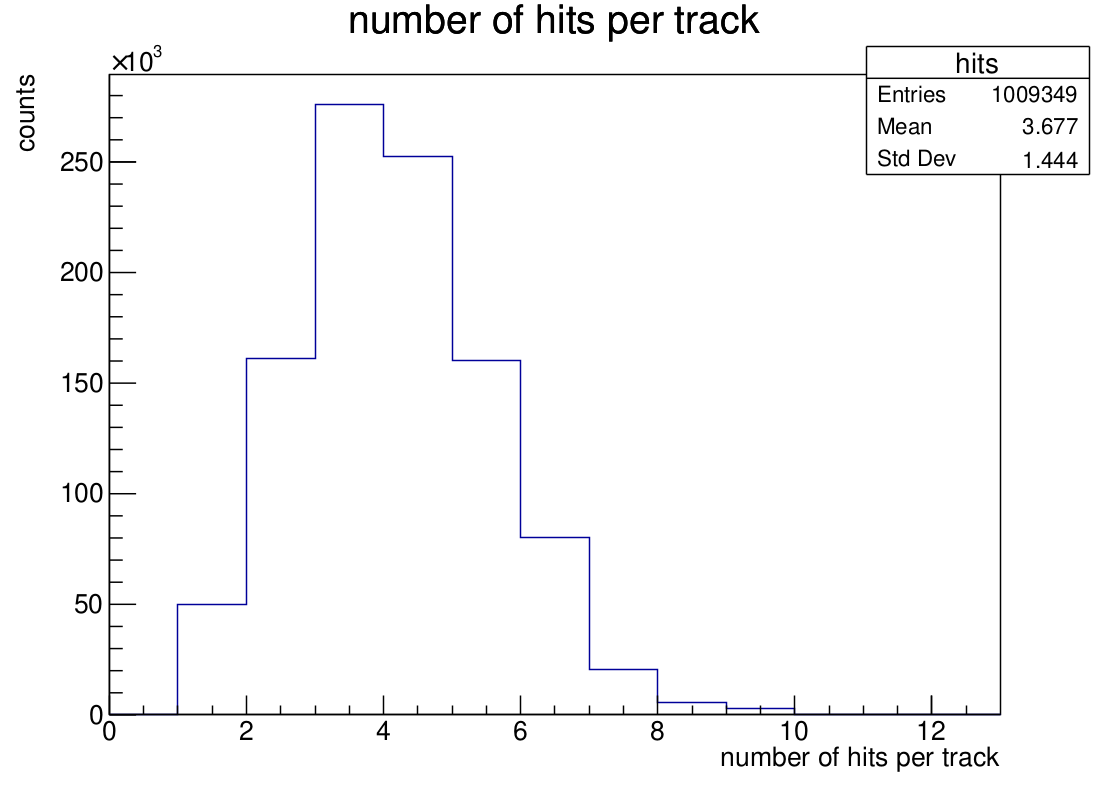 number of hits per track
×10³
counts
hits
Entries 1009349
Mean 3.677
Std Dev 1.444
250
200
150
100
50
0
0 2 4 6 8 10 12
number of hits per track